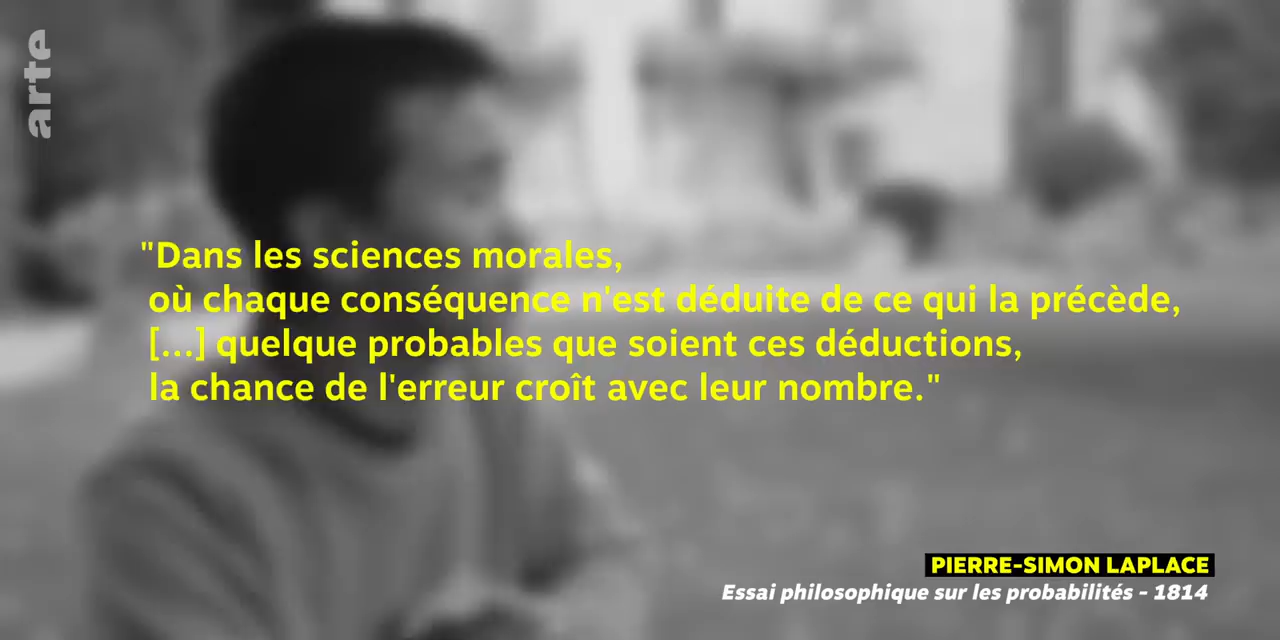 arte
"Dans les sciences morales,
où chaque conséquence n'est déduite de ce qui la précède,
[...] quelque probables que soient ces déductions,
la chance de l'erreur croît avec leur nombre."
PIERRE-SIMON LAPLACE
Essai philosophique sur les probabilités - 1814